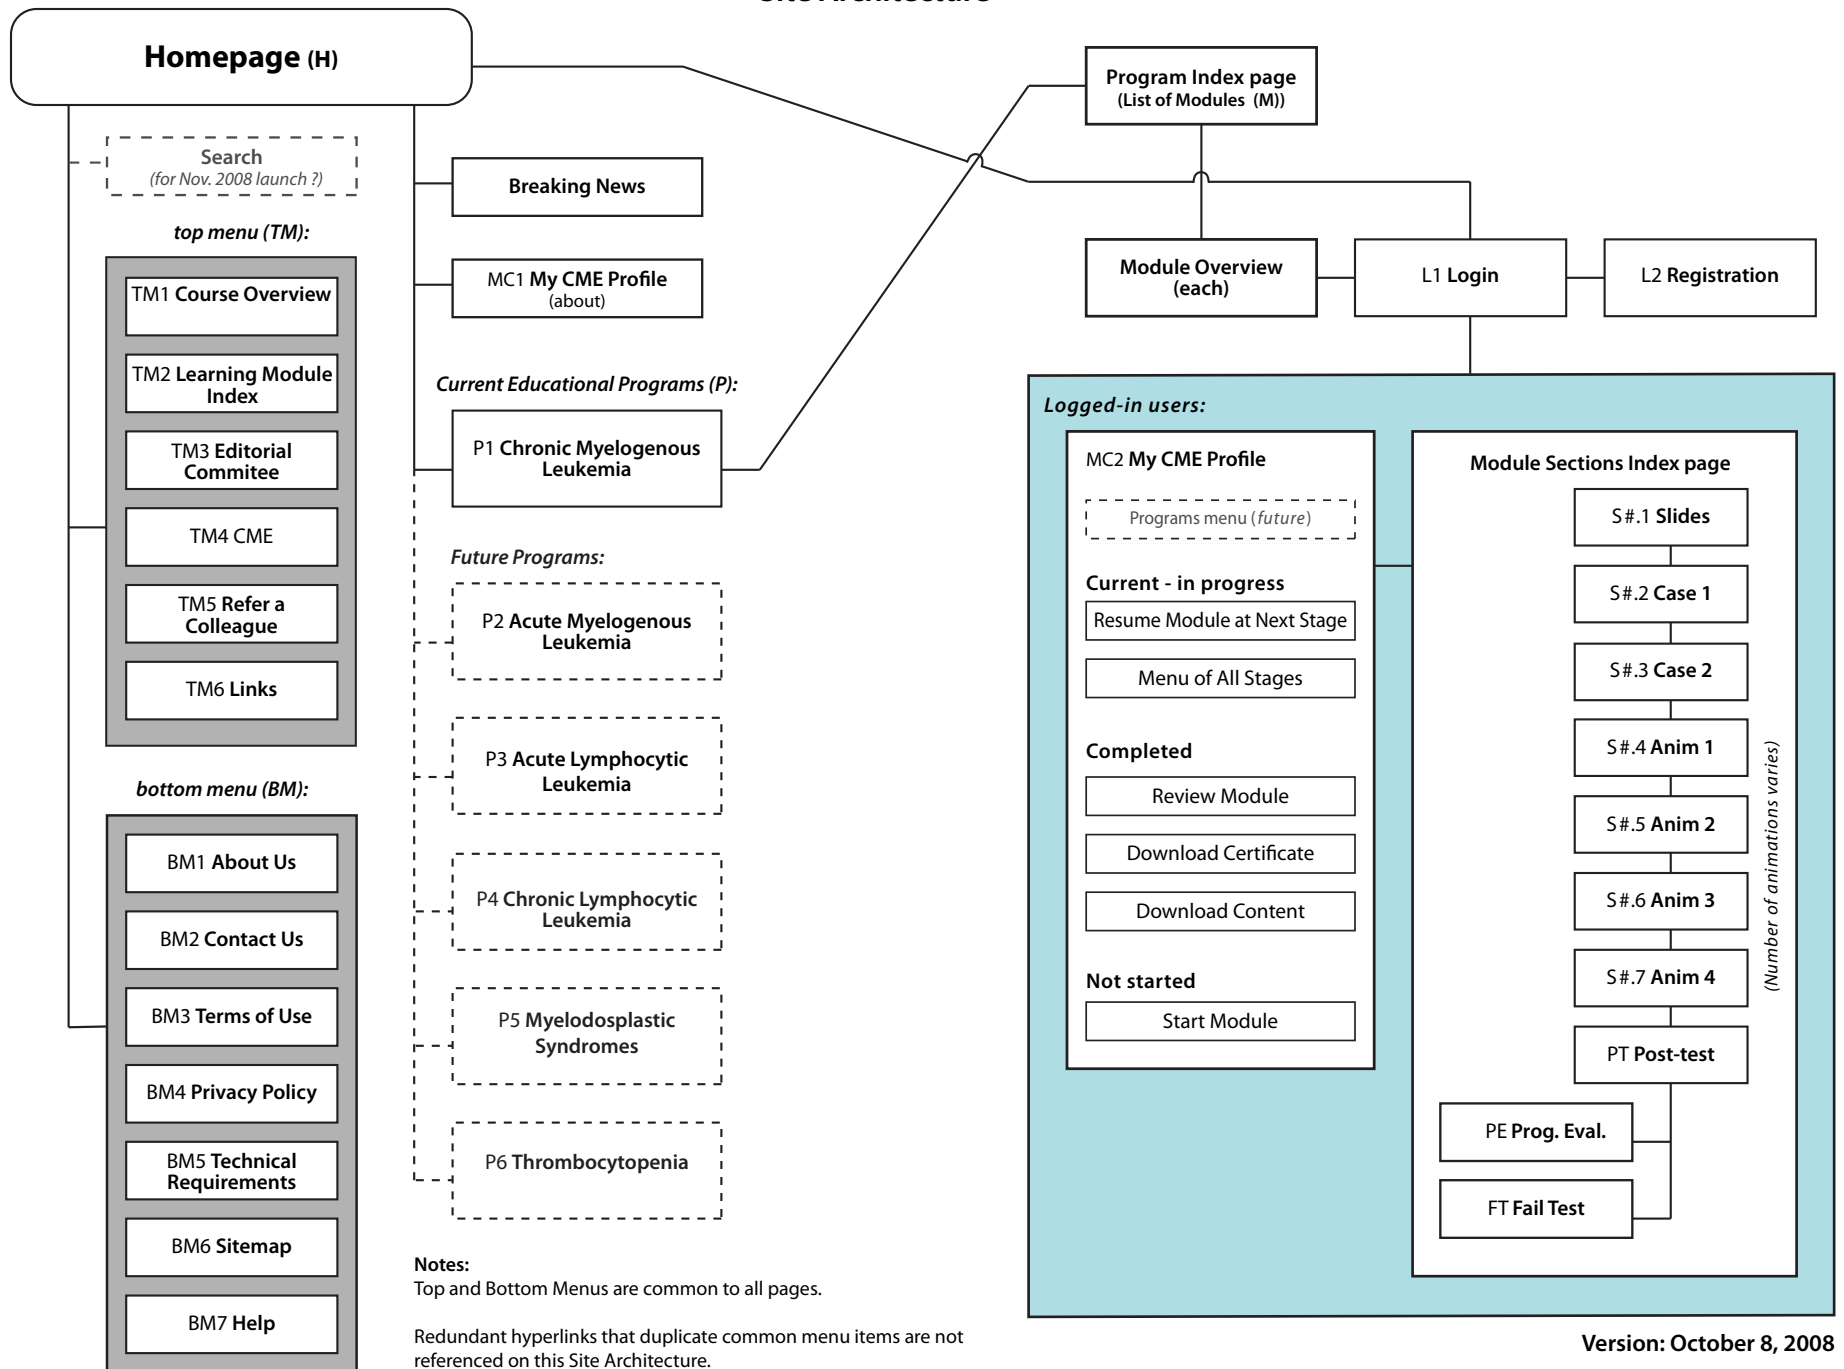 Site Architecture
Homepage (H)
Search
(for Nov. 2008 launch ?)
top menu (TM):
TM1 Course Overview
TM2 Learning Module
Index
TM3 Editorial
Commitee
TM4 CME
TM5 Refer a
Colleague
TM6 Links
bottom menu (BM):
BM1 About Us
BM2 Contact Us
BM3 Terms of Use
BM4 Privacy Policy
BM5 Technical
Requirements
BM6 Sitemap
BM7 Help
Breaking News
MC1 My CME Profile
(about)
Current Educational Programs (P):
P1 Chronic Myelogenous
Leukemia
Future Programs:
P2 Acute Myelogenous
Leukemia
P3 Acute Lymphocytic
Leukemia
P4 Chronic Lymphocytic
Leukemia
P5 Myelodosplastic
Syndromes
P6 Thrombocytopenia
Notes:
Top and Bottom Menus are common to all pages.
Redundant hyperlinks that duplicate common menu items are not
referenced on this Site Architecture.
Program Index page
(List of Modules (M))
Module Overview
(each)
L1 Login
L2 Registration
Logged-in users:
MC2 My CME Profile
Programs menu (future)
Current - in progress
Resume Module at Next Stage
Menu of All Stages
Completed
Review Module
Download Certificate
Download Content
Not started
Start Module
Module Sections Index page
S#.1 Slides
S#.2 Case 1
S#.3 Case 2
S#.4 Anim 1
S#.5 Anim 2
S#.6 Anim 3
S#.7 Anim 4
(Number of animations varies)
PT Post-test
PE Prog. Eval.
FT Fail Test
Version: October 8, 2008